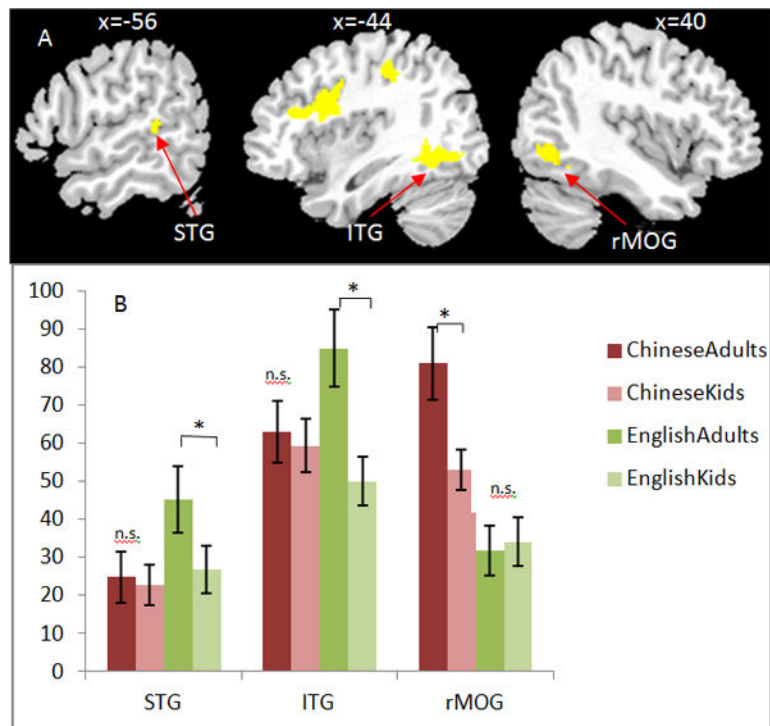 A
x=-56
x=-44
x=40
STG
ITG
rMOG
B
100
90
80
70
60
50
40
30
20
10
0
n.s.
*
n.s.
*
*
n.s.
STG
ITG
rMOG
ChineseAdults
ChineseKids
EnglishAdults
EnglishKids